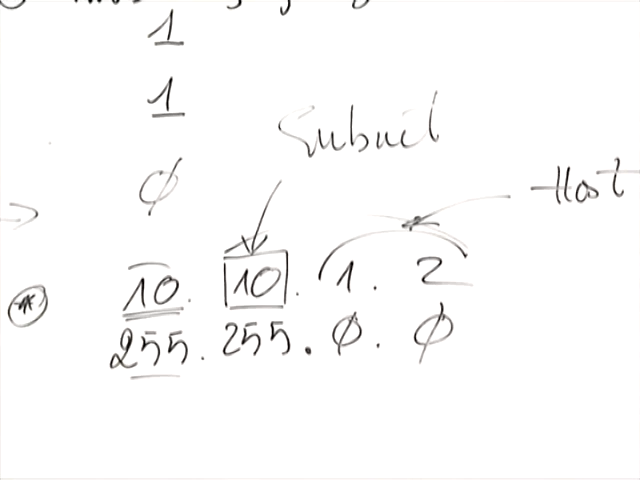 1
1
Subnet
Ø
Host
10. 10. 1. 2
255. 255. Ø. Ø